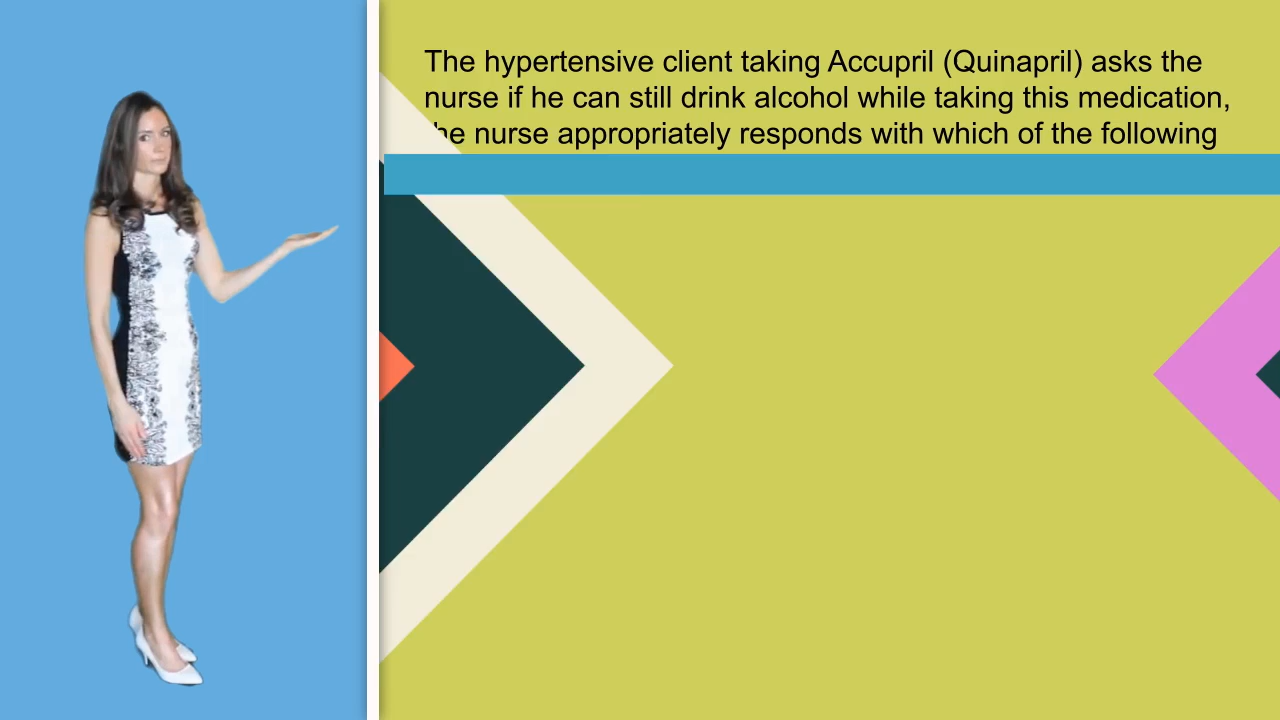 The hypertensive client taking Accupril (Quinapril) asks the
nurse if he can still drink alcohol while taking this medication,
the nurse appropriately responds with which of the following